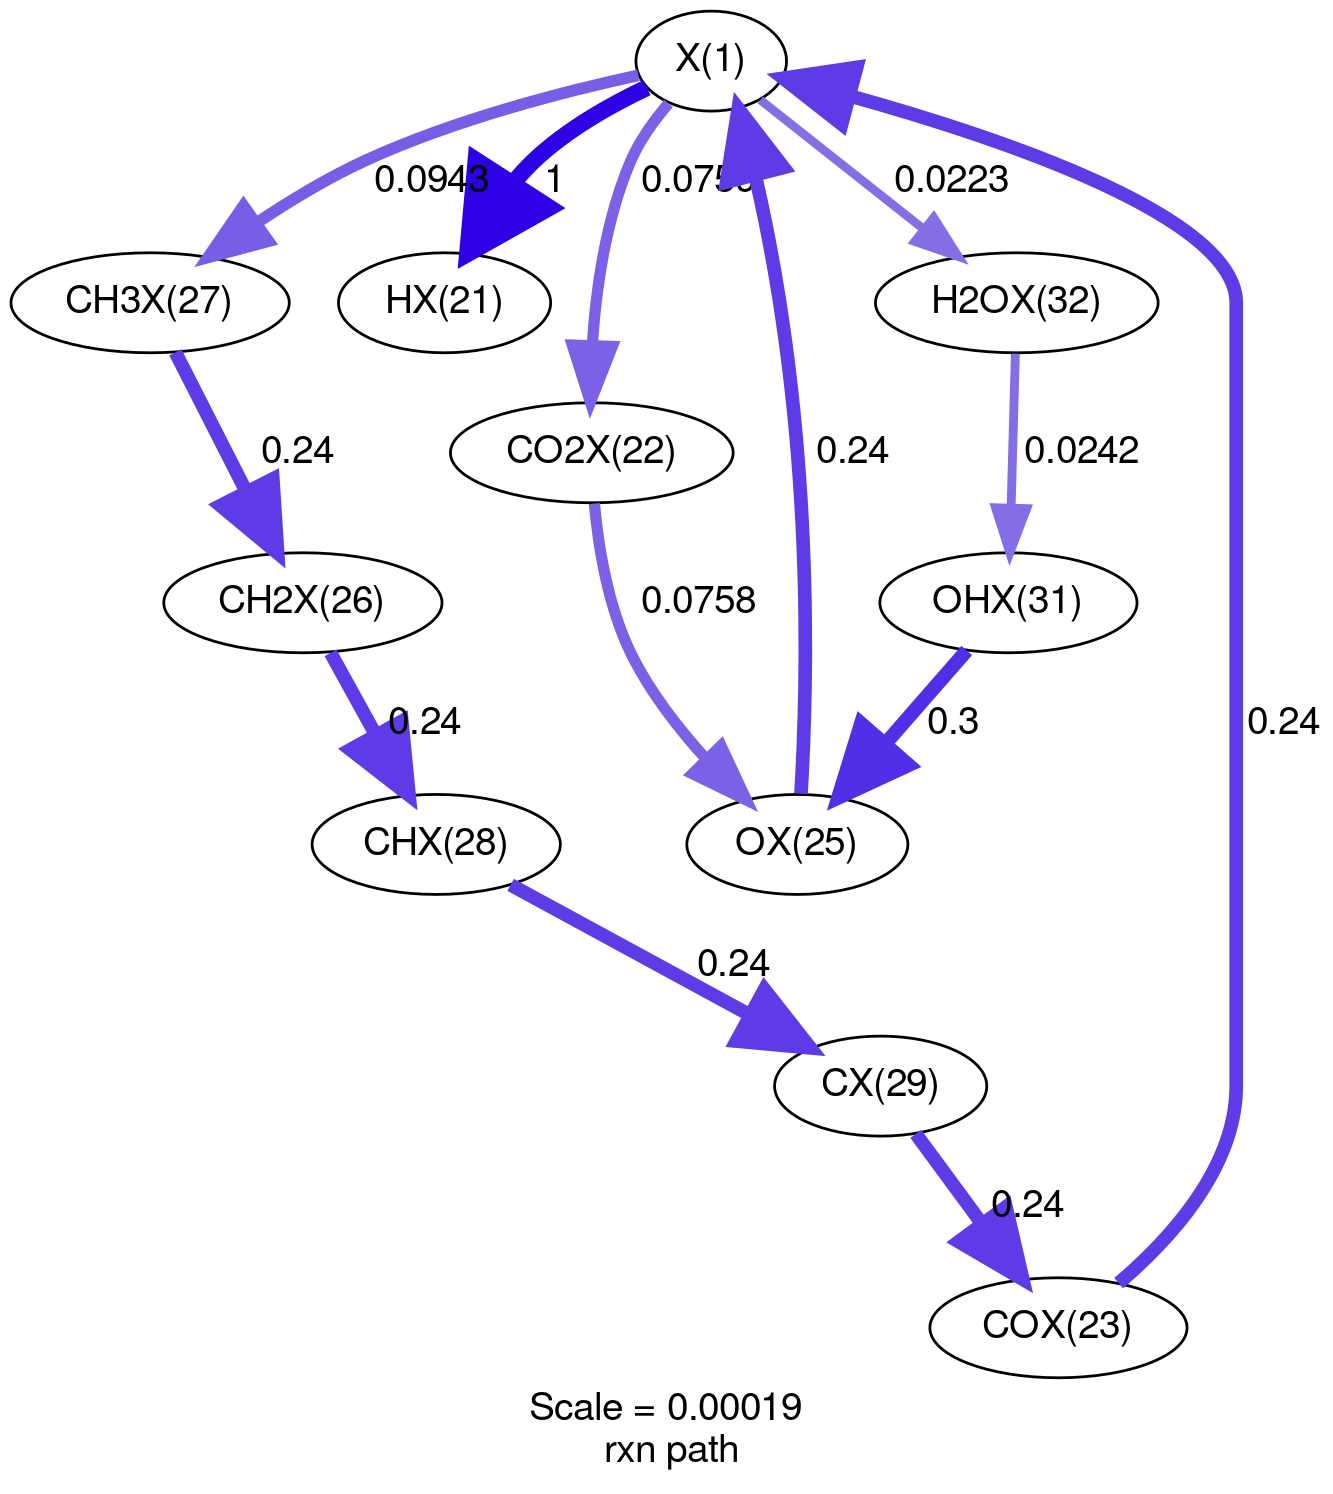 X(1)
0.0943
1
0.0223
CH3X(27)
HX(21)
H2OX(32)
CO2X(22)
0.24
0.24
0.0242
CH2X(26)
0.0758
OHX(31)
0.24
0.3
0.24
CHX(28)
OX(25)
0.24
CX(29)
0.24
COX(23)
Scale = 0.00019
rxn path